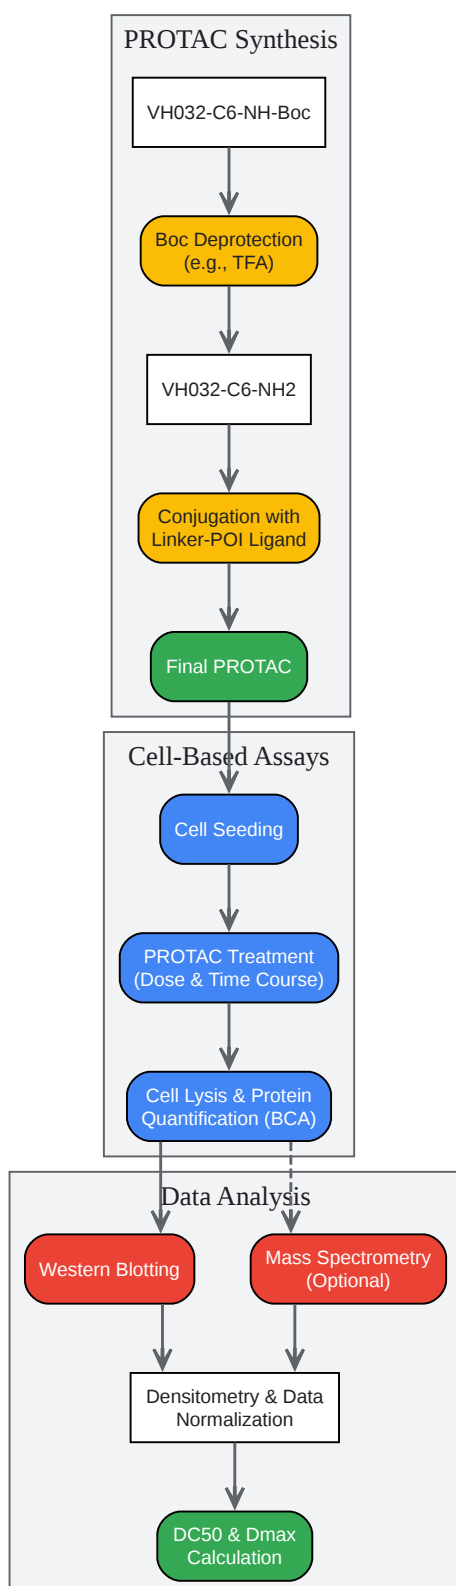 PROTAC Synthesis
VH032-C6-NH-Boc
Boc Deprotection
(e.g., TFA)
VH032-C6-NH2
Conjugation with
Linker-POI Ligand
Final PROTAC
Cell-Based Assays
Cell Seeding
PROTAC Treatment
(Dose & Time Course)
Cell Lysis & Protein
Quantification (BCA)
Data Analysis
Western Blotting
Mass Spectrometry
(Optional)
Densitometry & Data
Normalization
DC50 & Dmax
Calculation